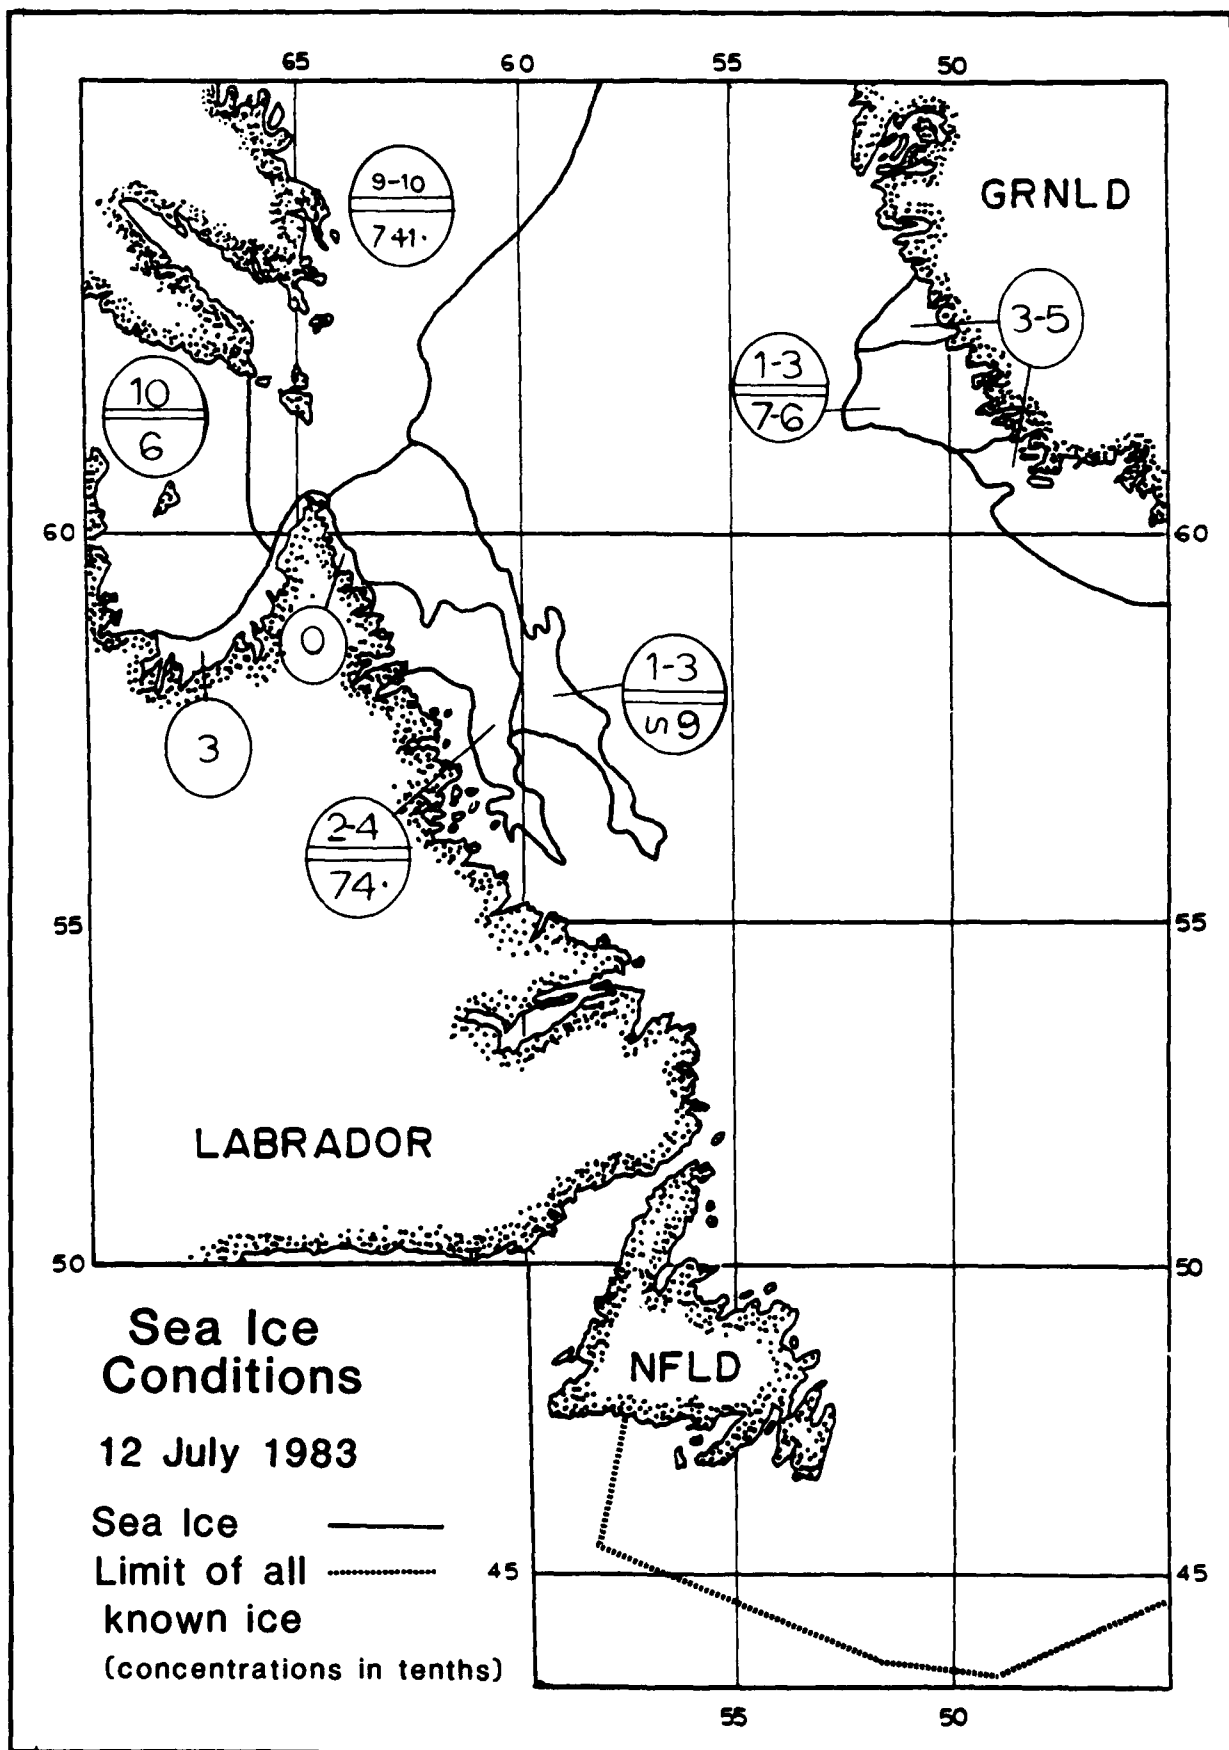 65 60 55 50
9-10
741.
GRNLD
3-5
1-3
7-6
10
6
60 60
0
1-3
9
3
2-4
74.
55 55
LABRADOR
50 50
Sea Ice
Conditions
NFLD
12 July 1983
Sea Ice
Limit of all
known ice
(concentrations in tenths)
45 45
55 50